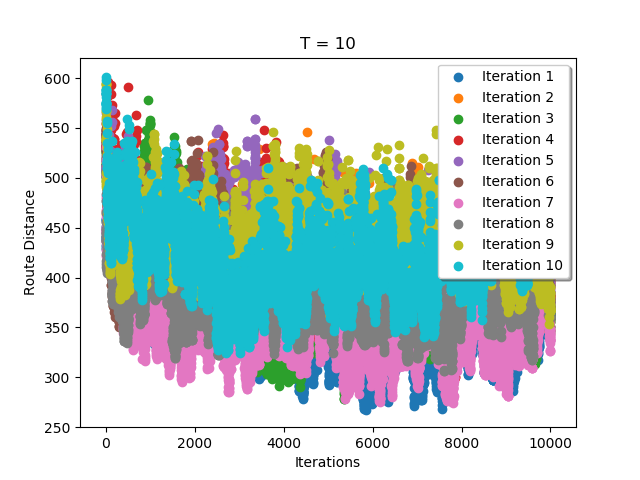 T = 10
Route Distance
600
550
500
450
400
350
300
250
0
2000
4000
6000
8000
10000
Iterations
Iteration 1
Iteration 2
Iteration 3
Iteration 4
Iteration 5
Iteration 6
Iteration 7
Iteration 8
Iteration 9
Iteration 10